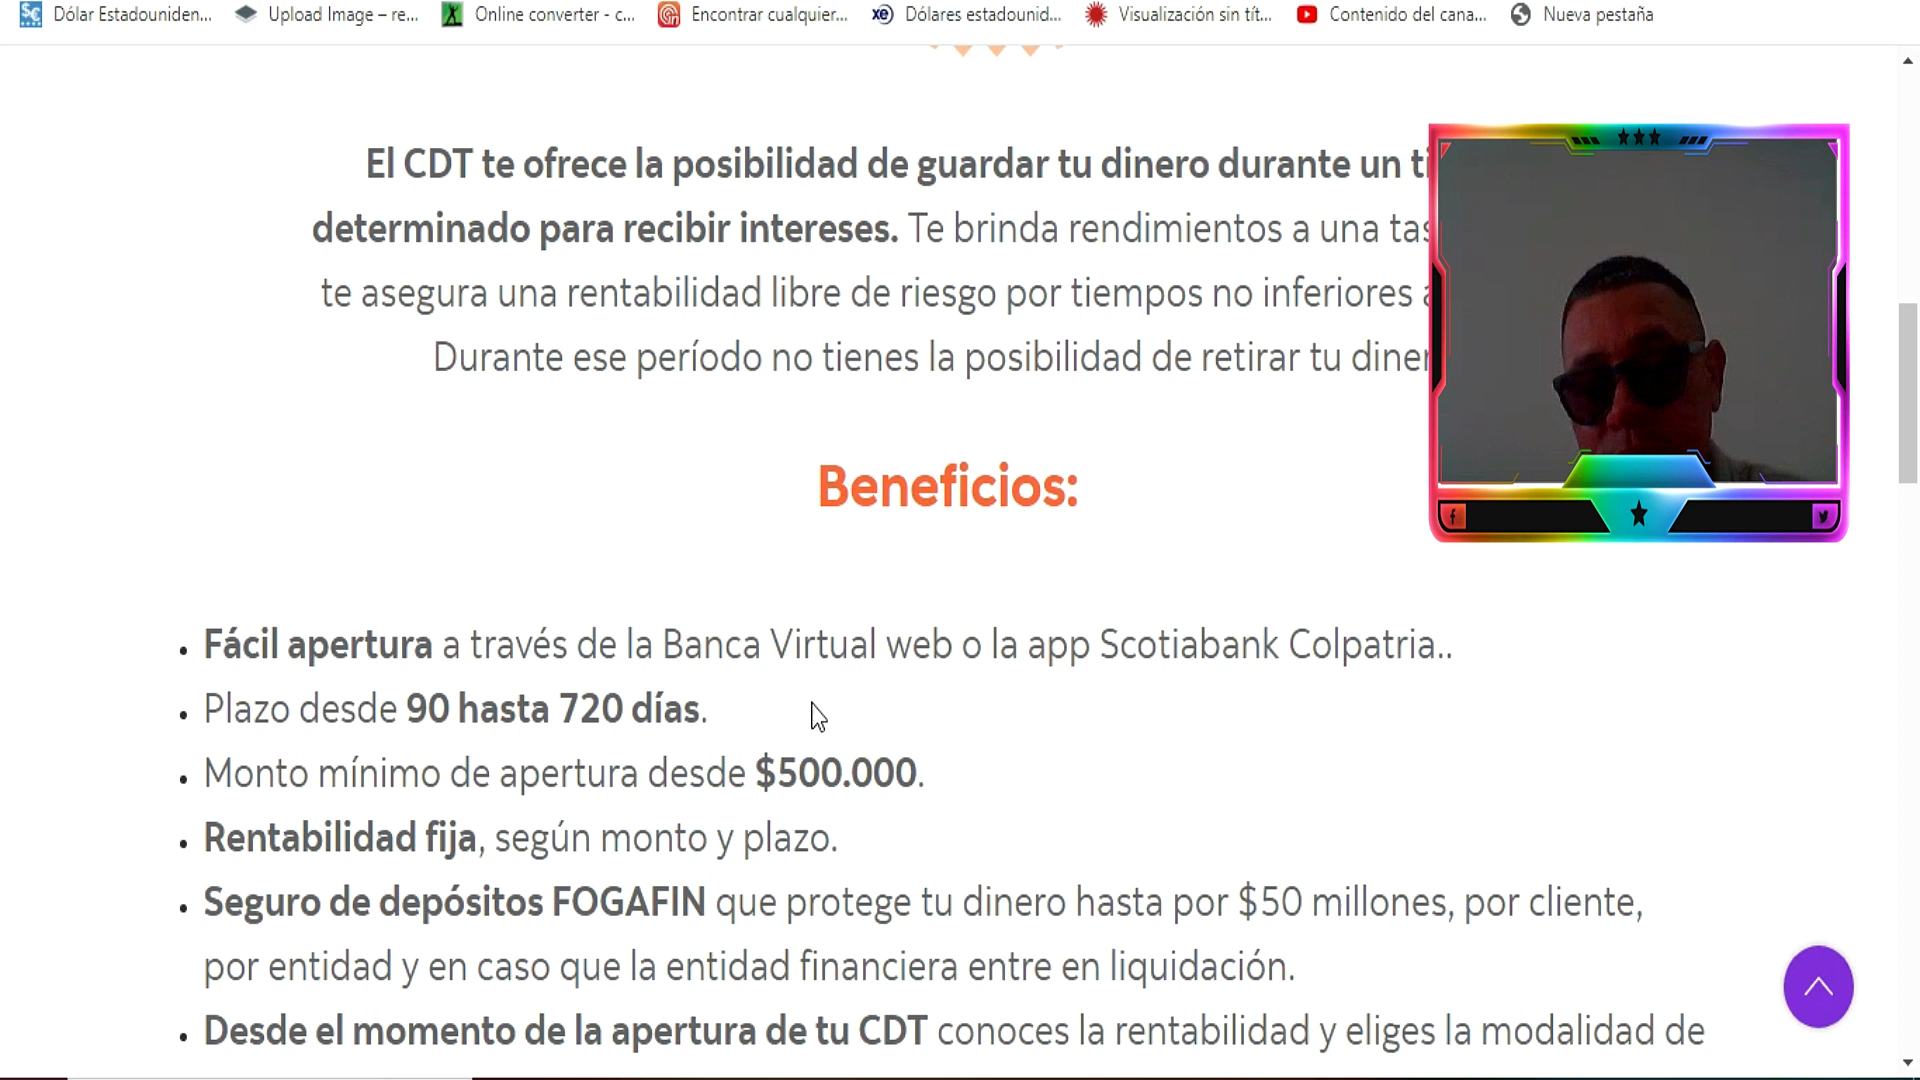 Dólar Estadouniden... Upload Image – re... Online converter - c... Encontrar cualquier... Dólares estadounid... Visualización sin tít... Contenido del cana... Nueva pestaña
El CDT te ofrece la posibilidad de guardar tu dinero durante un
determinado para recibir intereses. Te brinda rendimientos a una
te asegura una rentabilidad libre de riesgo por tiempos no inferiores
Durante ese período no tienes la posibilidad de retirar tu
Beneficios:
• Fácil apertura a través de la Banca Virtual web o la app Scotiabank Colpatria..
• Plazo desde 90 hasta 720 días.
• Monto mínimo de apertura desde $500.000.
• Rentabilidad fija, según monto y plazo.
• Seguro de depósitos FOGAFIN que protege tu dinero hasta por $50 millones, por cliente,
por entidad y en caso que la entidad financiera entre en liquidación.
• Desde el momento de la apertura de tu CDT conoces la rentabilidad y eliges la modalidad de